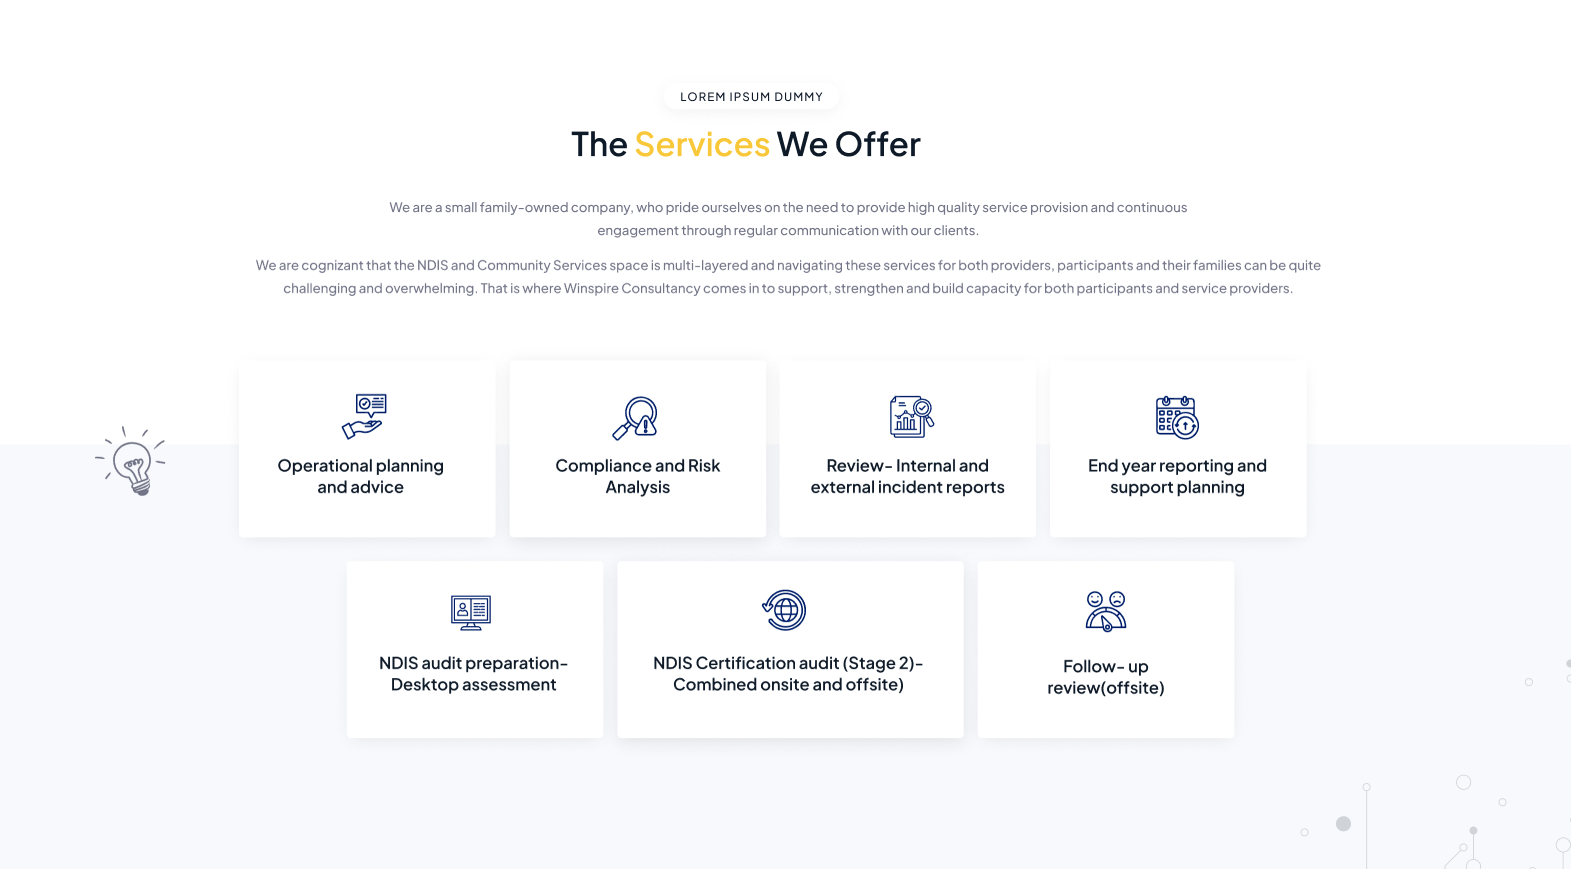 LOREM IPSUM DUMMY
The Services We Offer
We are a small family-owned company, who pride ourselves on the need to provide high quality service provision and continuous
engagement through regular communication with our clients.
We are cognizant that the NDIS and Community Services space is multi-layered and navigating these services for both providers, participants and their families can be quite
challenging and overwhelming. That is where Winspire Consultancy comes in to support, strengthen and build capacity for both participants and service providers.
Operational planning
and advice
Compliance and Risk
Analysis
Review- Internal and
external incident reports
End year reporting and
support planning
NDIS audit preparation-
Desktop assessment
NDIS Certification audit (Stage 2)-
Combined onsite and offsite)
Follow- up
review(offsite)